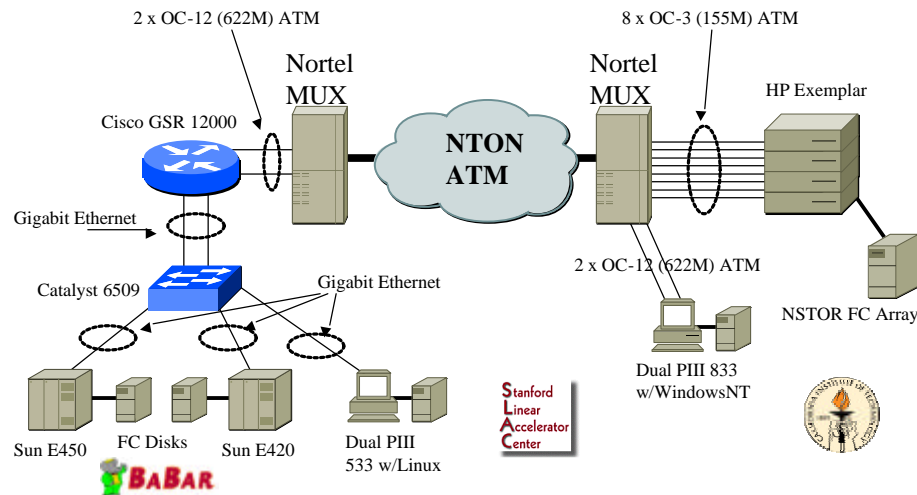 2 x OC-12 (622M) ATM
8 x OC-3 (155M) ATM
Nortel
MUX
Nortel
MUX
HP Exemplar
Cisco GSR 12000
NTON
ATM
Gigabit Ethernet
2 x OC-12 (622M) ATM
Gigabit Ethernet
Catalyst 6509
NSTOR FC Array
Dual PIII 833
w/WindowsNT
Sun E450
FC Disks
Sun E420
Dual PIII
533 w/Linux
Stanford
Linear
Accelerator
Center
BABAR